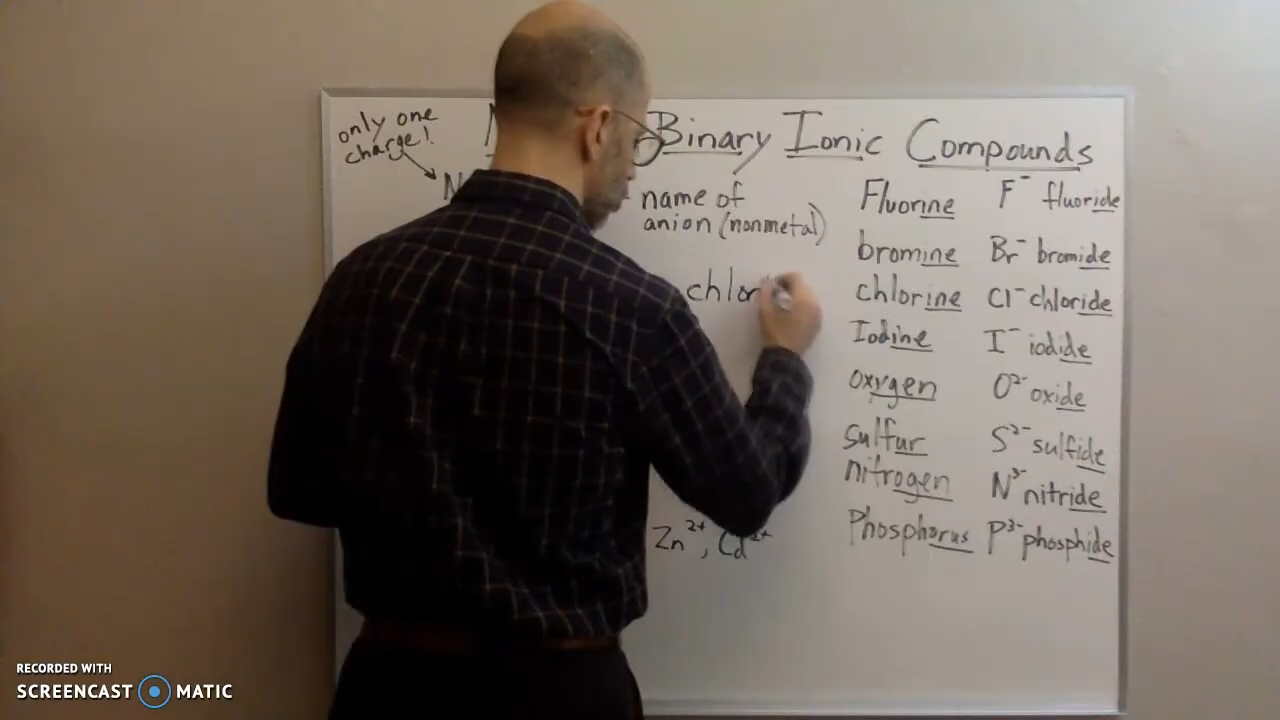 only one
charge!
Binary Ionic Compounds
name of
anion (nonmetal)
chlor
Zn²⁺, Cd²⁺
Fluorine F⁻ fluoride
bromine Br⁻ bromide
chlorine Cl⁻ chloride
Iodine I⁻ iodide
oxygen O²⁻ oxide
sulfur S²⁻ sulfide
nitrogen N³⁻ nitride
Phosphorus P³⁻ phosphide
RECORDED WITH
SCREENCAST MATIC